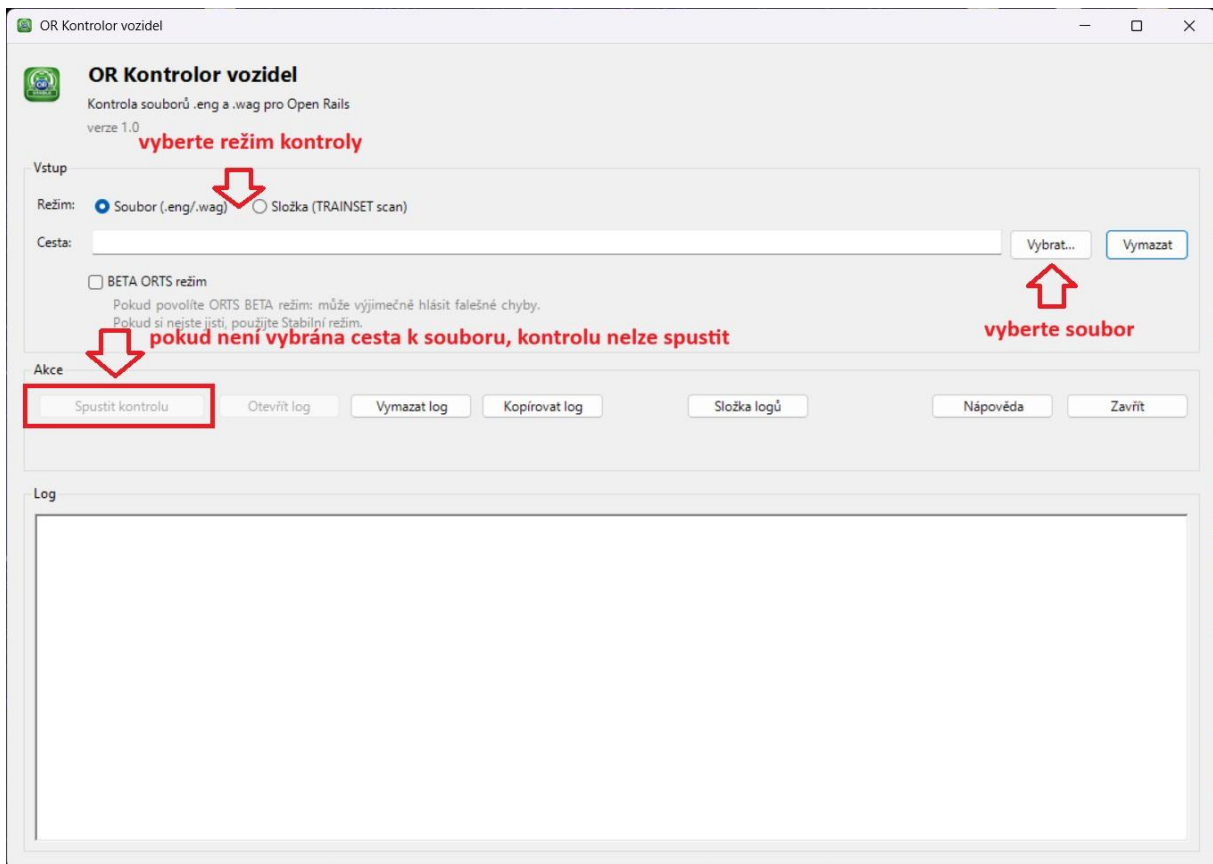 OR Kontrolor vozidel
OR Kontrolor vozidel
Kontrola souborů .eng a .wag pro Open Rails
verze 1.0
vyberte režim kontroly
Vstup
Režim: Soubor (.eng/.wag) Složka (TRAINSET scan)
Cesta: Vybrat... Vymazat
BETA ORTS režim
Pokud povolíte ORTS BETA režim: může výjimečně hlásit falešné chyby.
Pokud si nejste jisti, použijte Stabilní režim.
vyberte soubor
pokud není vybrána cesta k souboru, kontrolu nelze spustit
Akce
Spustit kontrolu Otevřít log Vymazat log Kopírovat log Složka logů Nápověda Zavřít
Log